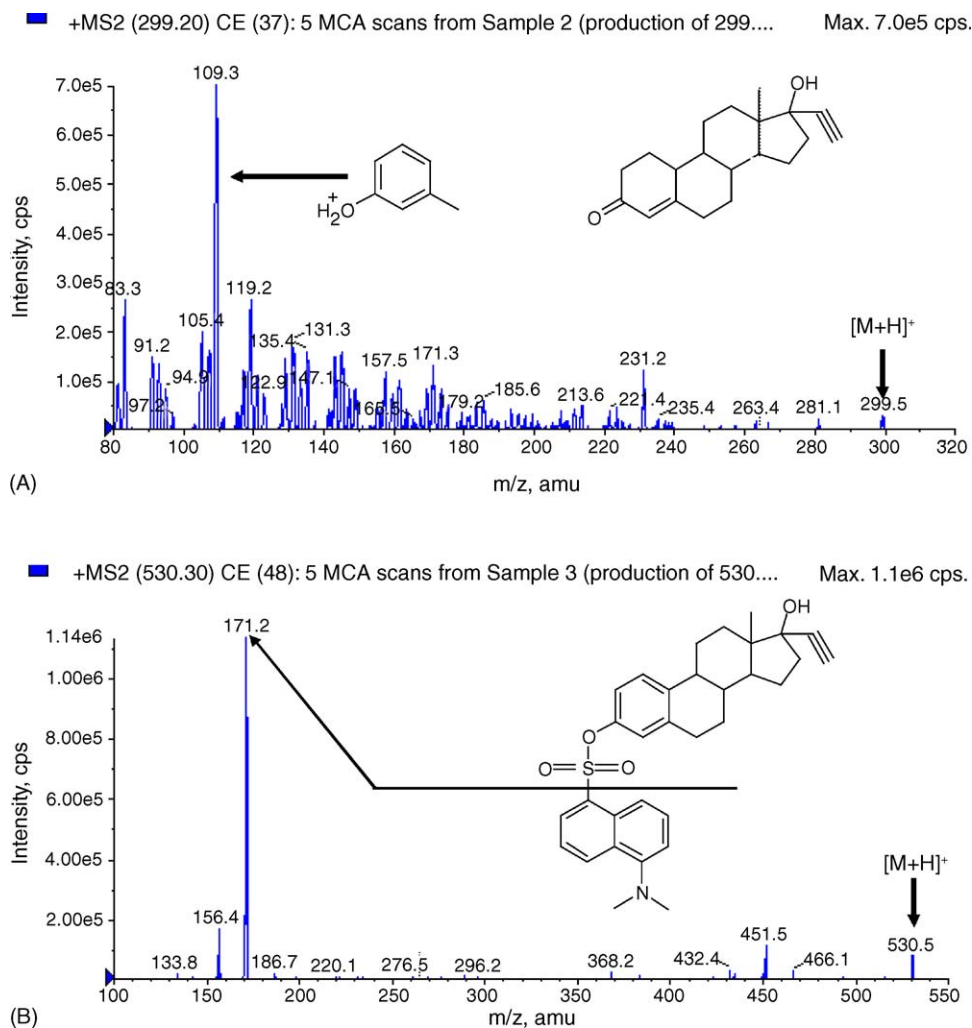 +MS2 (299.20) CE (37): 5 MCA scans from Sample 2 (production of 299.... Max. 7.0e5 cps.
109.3
7.0e5
OH
6.0e5
5.0e5
H2O
+
O
4.0e5
Intensity, cps
3.0e5
83.3
119.2
2.0e5
105.4
135.4
131.3
[M+H]+
91.2
94.9
122.9
147.1
157.5
171.3
231.2
1.0e5
97.2
166.5
179.2
185.6
213.6
221.4
235.4
263.4
281.1
299.5
80 100 120 140 160 180 200 220 240 260 280 300 320
(A)
m/z, amu
+MS2 (530.30) CE (48): 5 MCA scans from Sample 3 (production of 530.... Max. 1.1e6 cps.
171.2
OH
1.14e6
1.00e6
8.00e5
O
O S O
Intensity, cps
6.00e5
4.00e5
N
[M+H]+
2.00e5
156.4
451.5
530.5
133.8
186.7
220.1
276.5
296.2
368.2
432.4
466.1
100 150 200 250 300 350 400 450 500 550
(B)
m/z, amu